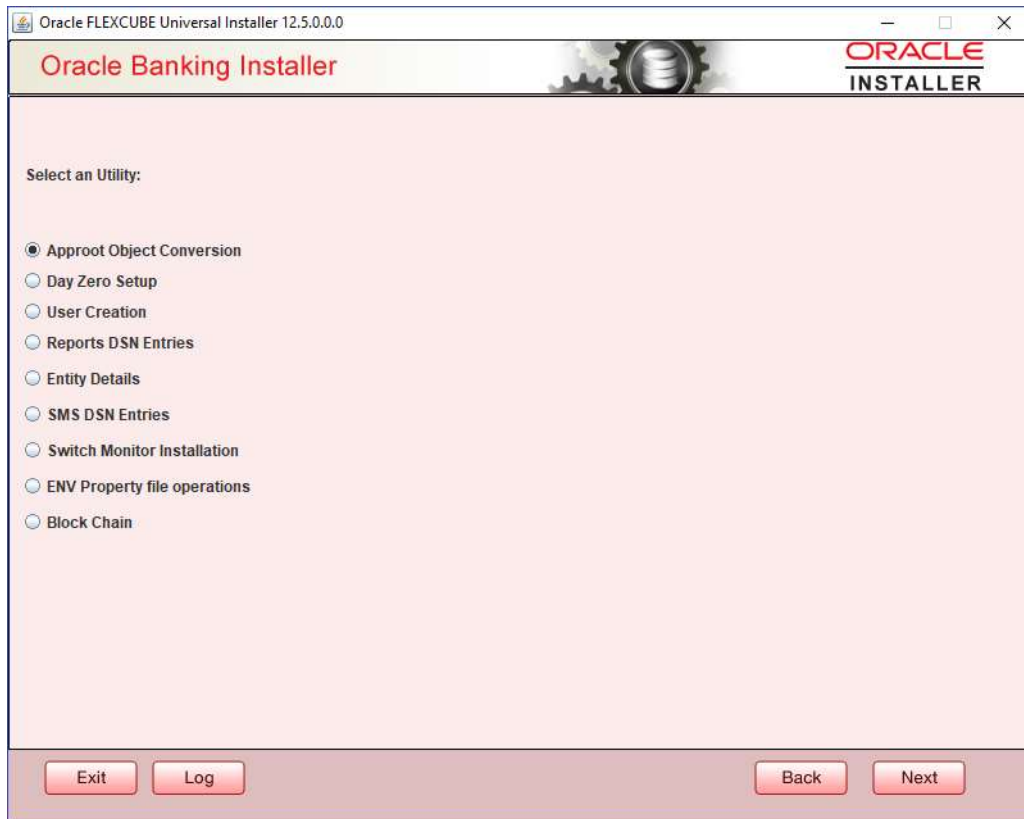 Oracle FLEXCUBE Universal Installer 12.5.0.0.0
Oracle Banking Installer
ORACLE
INSTALLER
Select an Utility:
Approot Object Conversion
Day Zero Setup
User Creation
Reports DSN Entries
Entity Details
SMS DSN Entries
Switch Monitor Installation
ENV Property file operations
Block Chain
Exit
Log
Back
Next